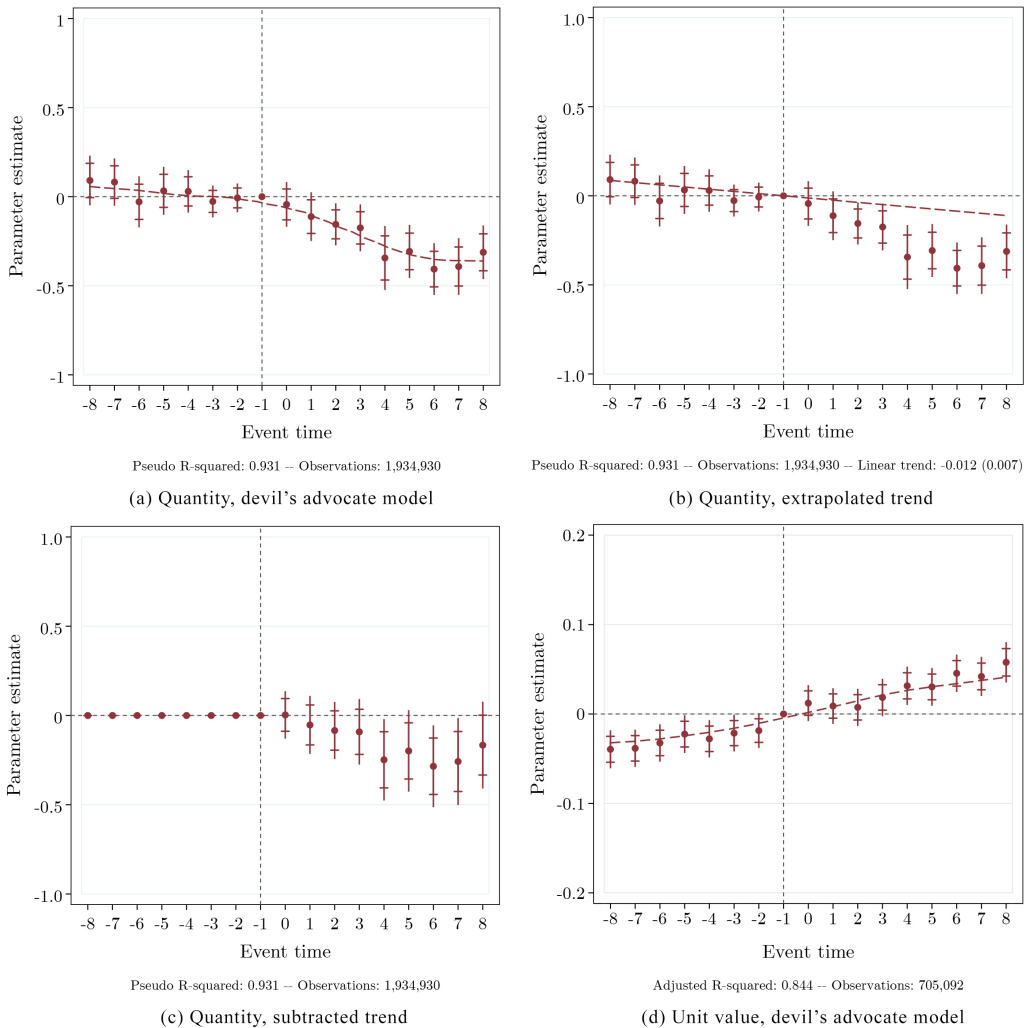 1
0.5
0
-0.5
-1
Parameter estimate
-8 -7 -6 -5 -4 -3 -2 -1 0 1 2 3 4 5 6 7 8
Event time
Pseudo R-squared: 0.931 -- Observations: 1,934,930
(a) Quantity, devil's advocate model
1.0
0.5
0
-0.5
-1.0
Parameter estimate
-8 -7 -6 -5 -4 -3 -2 -1 0 1 2 3 4 5 6 7 8
Event time
Pseudo R-squared: 0.931 -- Observations: 1,934,930 -- Linear trend: -0.012 (0.007)
(b) Quantity, extrapolated trend
1.0
0.5
0
-0.5
-1.0
Parameter estimate
-8 -7 -6 -5 -4 -3 -2 -1 0 1 2 3 4 5 6 7 8
Event time
Pseudo R-squared: 0.931 -- Observations: 1,934,930
(c) Quantity, subtracted trend
0.2
0.1
0
-0.1
-0.2
Parameter estimate
-8 -7 -6 -5 -4 -3 -2 -1 0 1 2 3 4 5 6 7 8
Event time
Adjusted R-squared: 0.844 -- Observations: 705,092
(d) Unit value, devil's advocate model